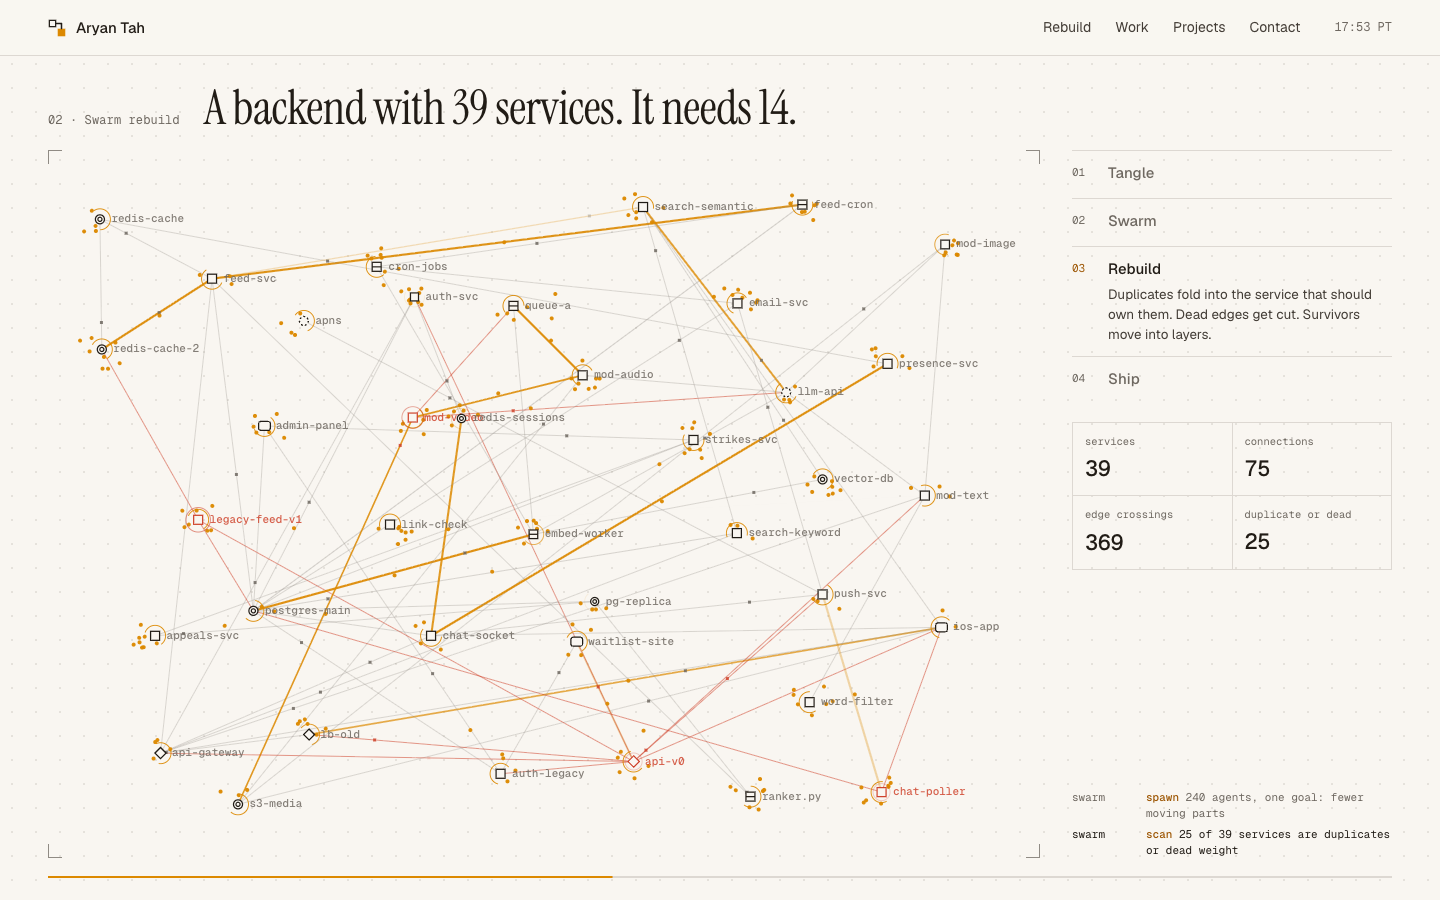 Aryan Tah
Rebuild
Work
Projects
Contact
17:53 PT
02 · Swarm rebuild
A backend with 39 services. It needs 14.
redis-cache
search-semantic
feed-cron
mod-image
cron-jobs
feed-svc
auth-svc
queue-a
email-svc
apns
redis-cache-2
presence-svc
mod-audio
llm-api
mod-video
redis-sessions
admin-panel
strikes-svc
vector-db
mod-text
legacy-feed-v1
link-check
embed-worker
search-keyword
push-svc
pg-replica
postgres-main
ios-app
appeals-svc
chat-socket
waitlist-site
word-filter
lb-old
api-gateway
api-v0
auth-legacy
chat-poller
ranker.py
s3-media
01 Tangle
02 Swarm
03 Rebuild
Duplicates fold into the service that should
own them. Dead edges get cut. Survivors
move into layers.
04 Ship
services
39
connections
75
edge crossings
369
duplicate or dead
25
swarm spawn 240 agents, one goal: fewer
moving parts
swarm scan 25 of 39 services are duplicates
or dead weight